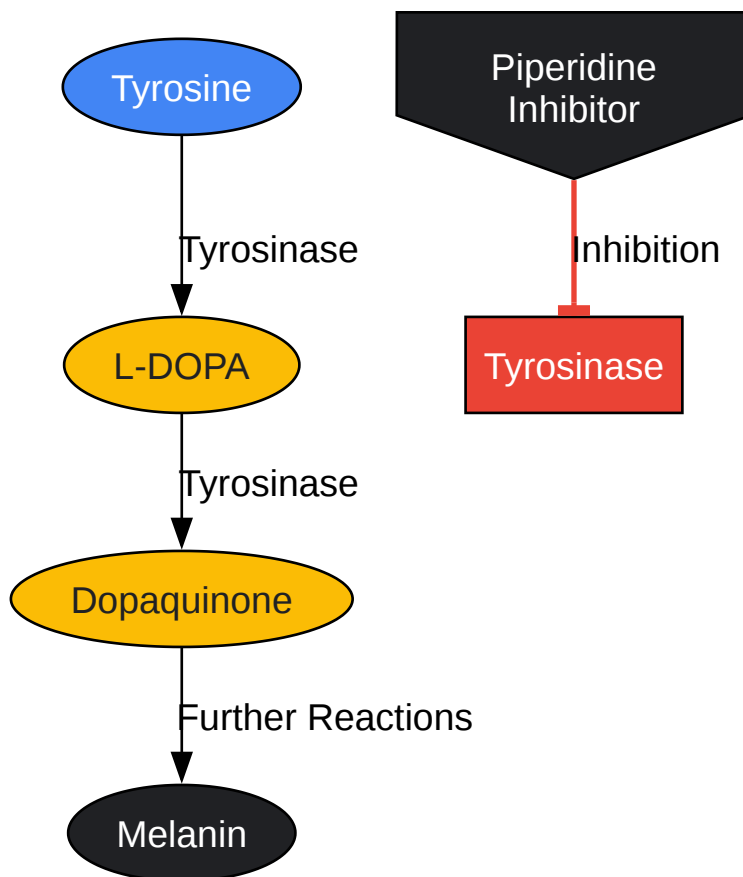 Tyrosine
Piperidine
Inhibitor
Tyrosinase
Inhibition
L-DOPA
Tyrosinase
Tyrosinase
Dopaquinone
Further Reactions
Melanin